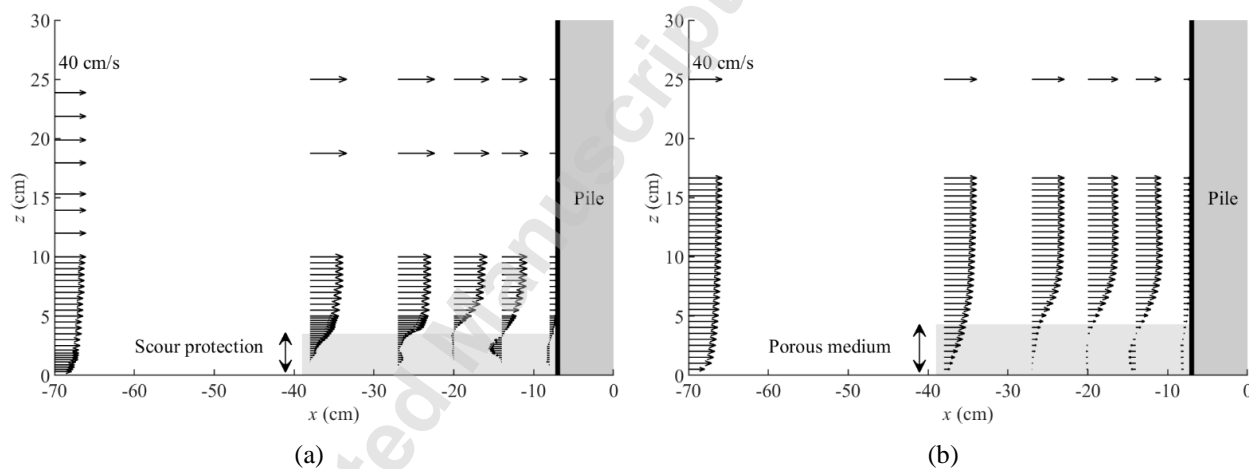 30
25
20
15
10
5
0
z (cm)
40 cm/s
Scour protection
Pile
-70 -60 -50 -40 -30 -20 -10 0
x (cm)
(a)
30
25
20
15
10
5
0
z (cm)
40 cm/s
Porous medium
Pile
-70 -60 -50 -40 -30 -20 -10 0
x (cm)
(b)
ted Manuscrip